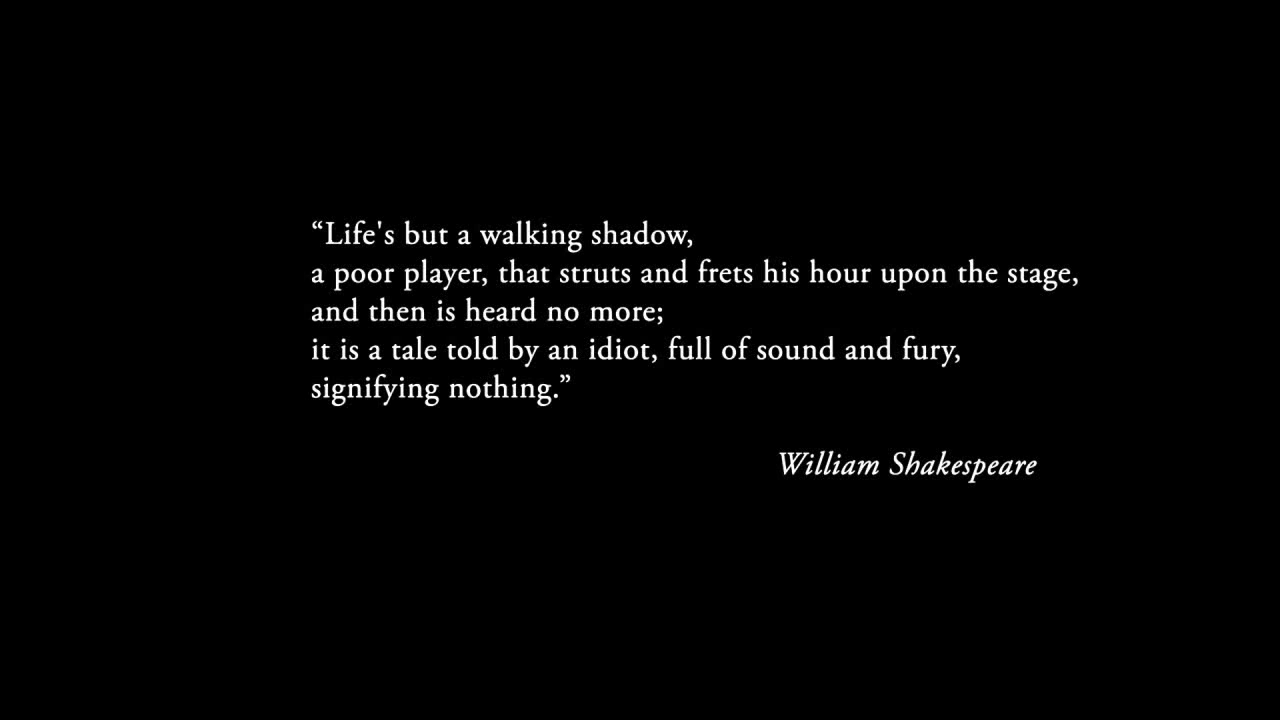 “Life's but a walking shadow,
a poor player, that struts and frets his hour upon the stage,
and then is heard no more;
it is a tale told by an idiot, full of sound and fury,
signifying nothing.”
William Shakespeare